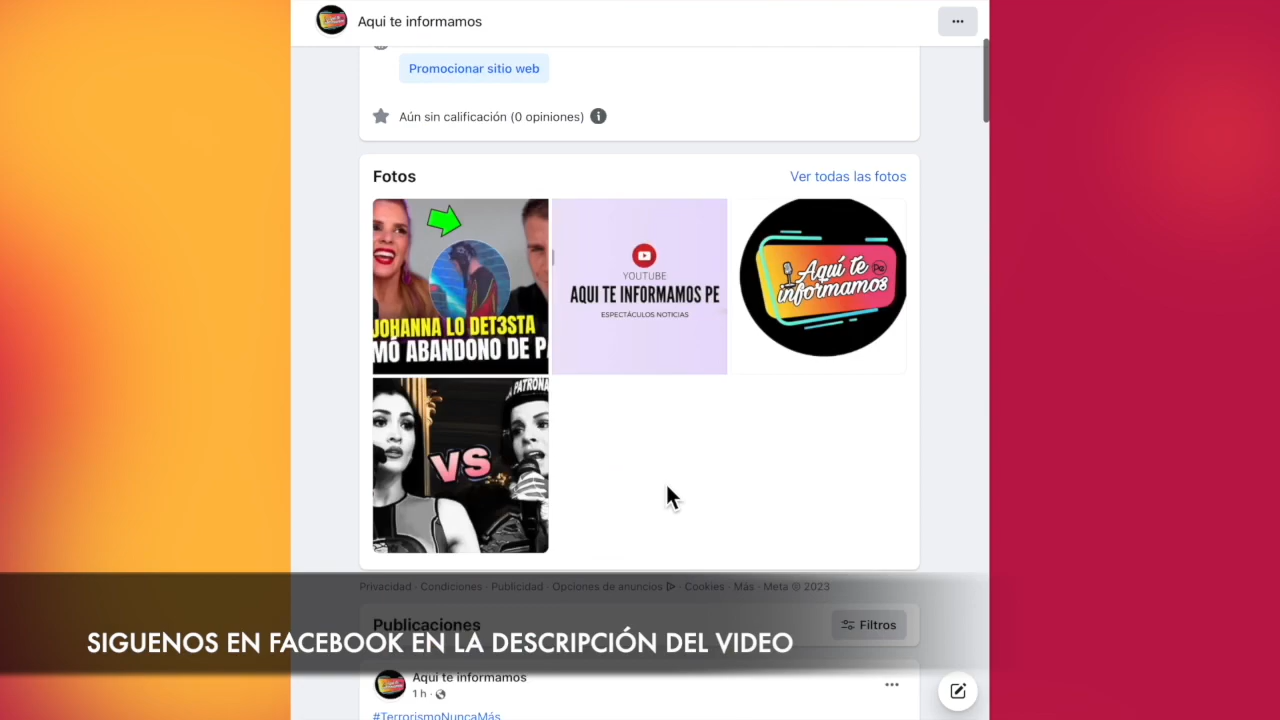 Aqui te informamos
Promocionar sitio web
Aún sin calificación (0 opiniones)
Fotos
Ver todas las fotos
JOHANNA LO DET3STA
MÓ ABANDONO DE P
YOUTUBE
AQUI TE INFORMAMOS PE
ESPECTÁCULOS NOTICIAS
Aquí te
informamos
Pe
PATRONA
VS
Privacidad · Condiciones · Publicidad · Opciones de anuncios · Cookies · Más · Meta © 2023
Publicaciones
Filtros
SIGUENOS EN FACEBOOK EN LA DESCRIPCIÓN DEL VIDEO
Aqui te informamos
1 h ·
#TerrorismoNuncaMás